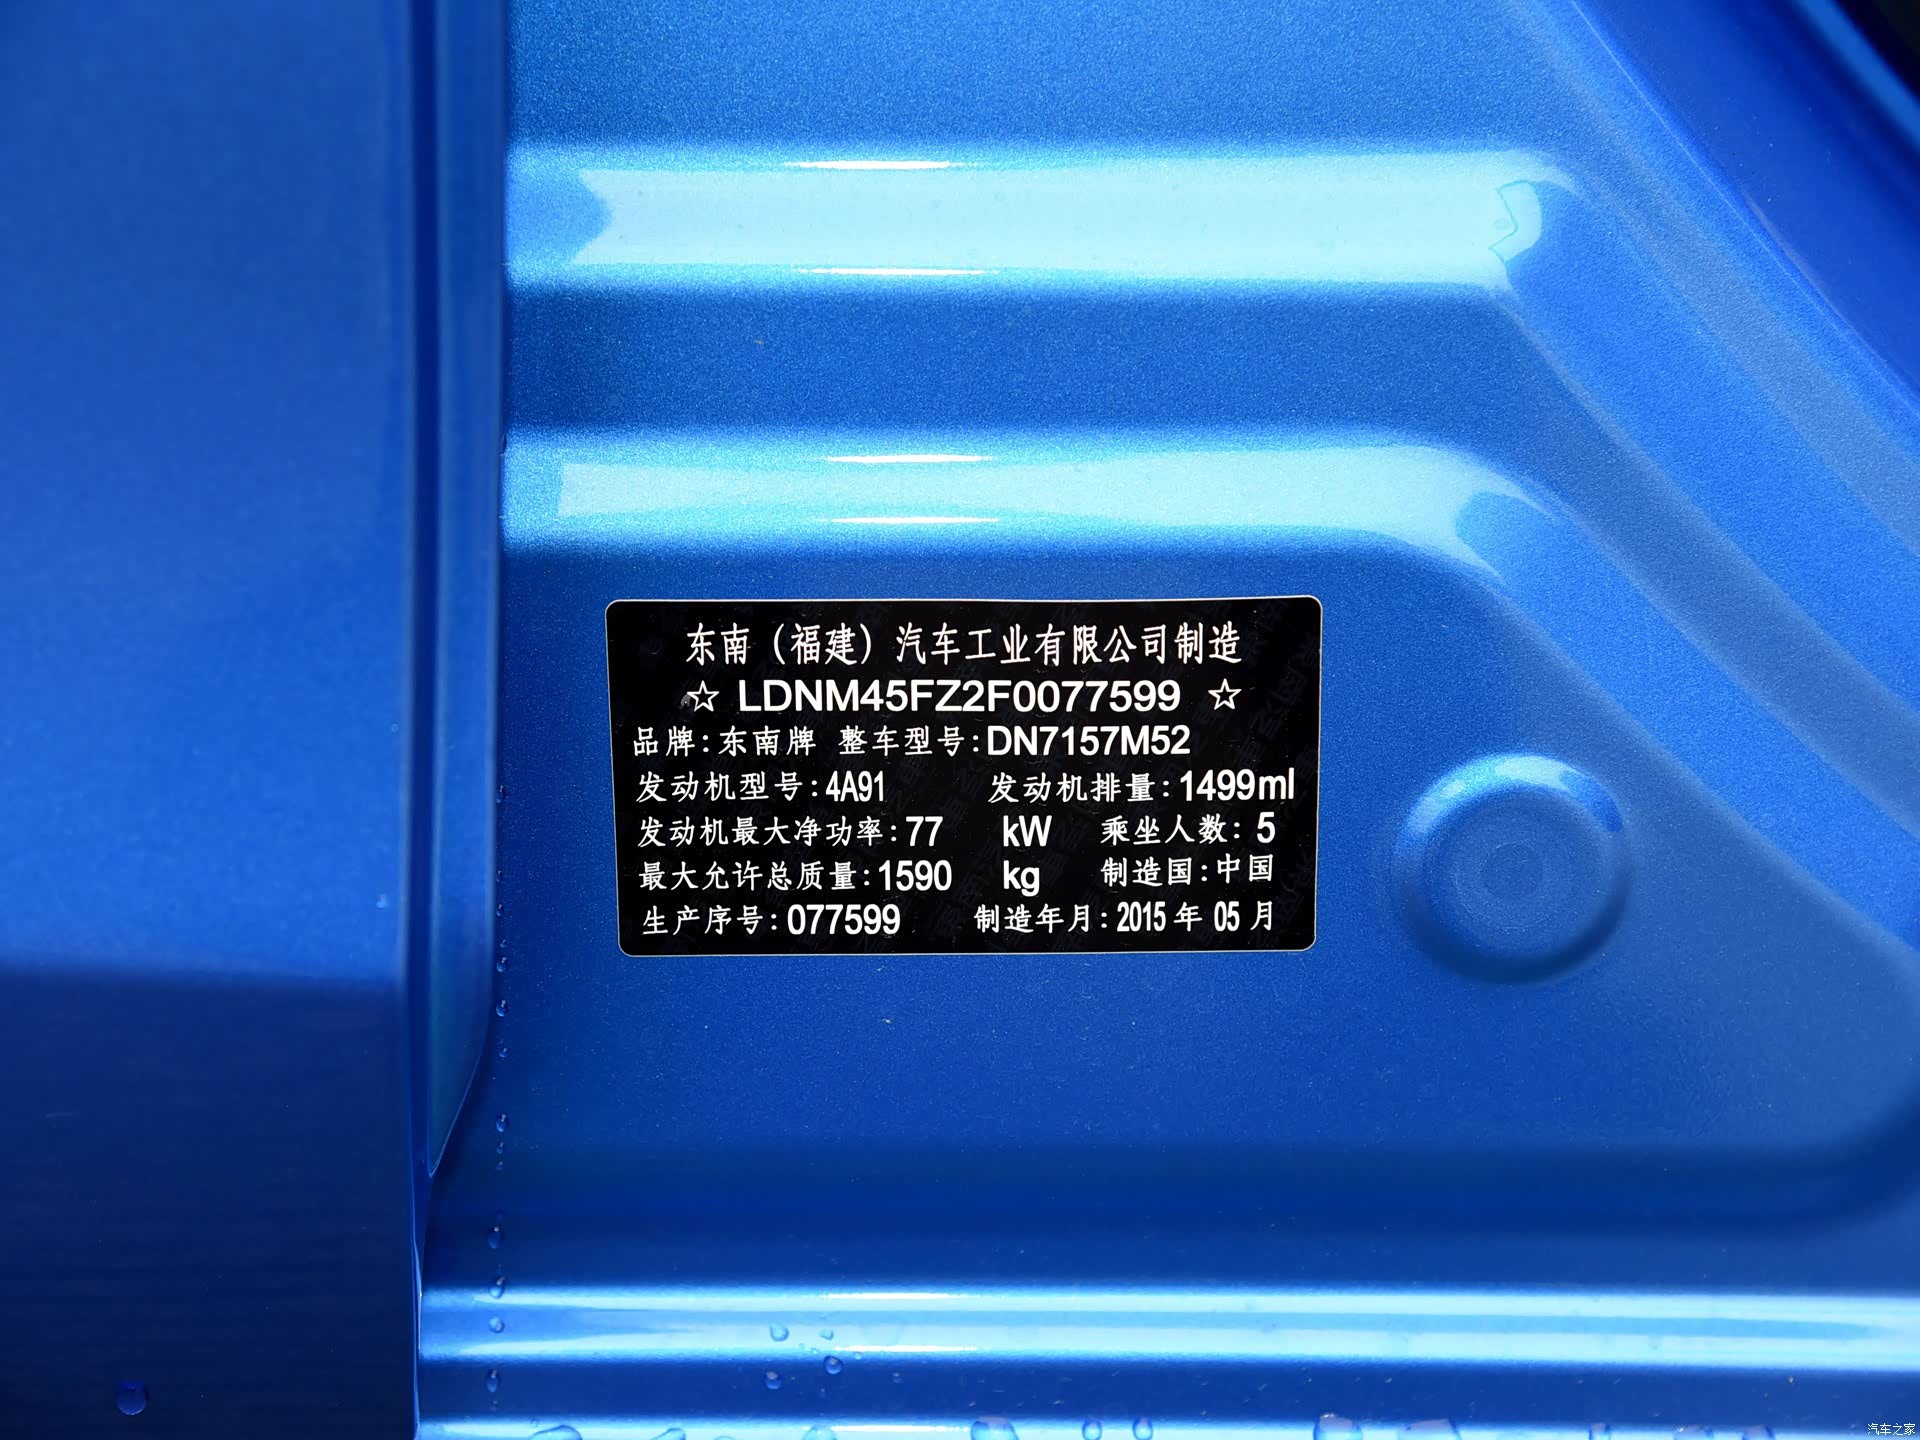 东南（福建）汽车工业有限公司制造
☆ LDNM45FZ2F0077599 ☆
品牌:东南牌 整车型号:DN7157M52
发动机型号:4A91 发动机排量:1499ml
发动机最大净功率:77 kW 乘坐人数: 5
最大允许总质量:1590 kg 制造国:中国
生产序号:077599 制造年月:2015 年 05 月
汽车之家